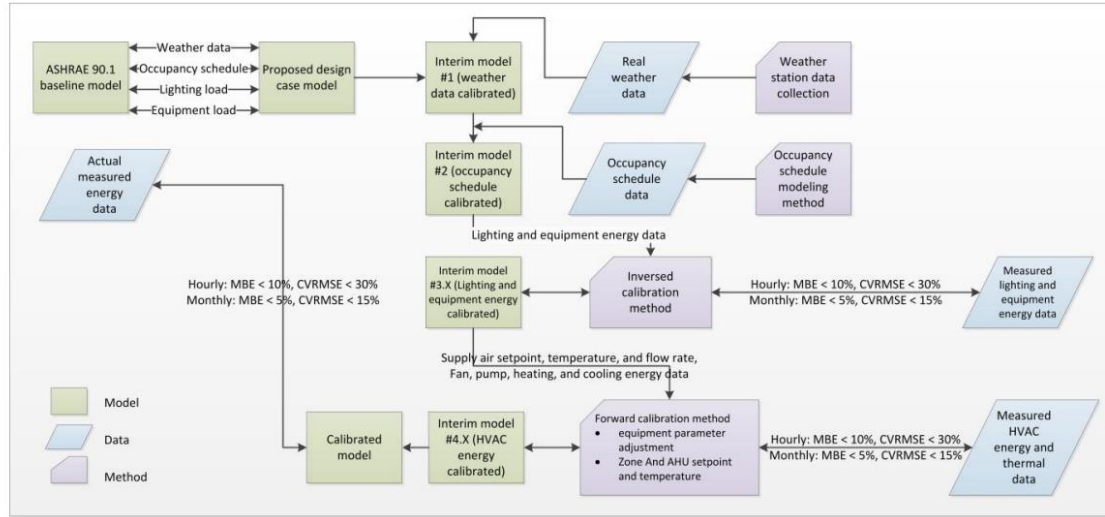 Weather data
Occupancy schedule
Lighting load
Equipment load
ASHRAE 90.1
baseline model
Proposed design
case model
Interim model
#1 (weather
data calibrated)
Real
weather
data
Weather
station data
collection
Actual
measured
energy
data
Interim model
#2 (occupancy
schedule
calibrated)
Occupancy
schedule
data
Occupancy
schedule
modeling
method
Lighting and equipment energy data
Hourly: MBE < 10%, CVRMSE < 30%
Monthly: MBE < 5%, CVRMSE < 15%
Interim model
#3.X (Lighting
and equipment
energy
calibrated)
Inversed
calibration
method
Hourly: MBE < 10%, CVRMSE < 30%
Monthly: MBE < 5%, CVRMSE < 15%
Measured
lighting and
equipment
energy data
Supply air setpoint, temperature, and flow rate,
Fan, pump, heating, and cooling energy data
Model
Data
Method
Calibrated
model
Interim model
#4.X (HVAC
energy
calibrated)
Forward calibration method
• equipment parameter
adjustment
• Zone And AHU setpoint
and temperature
Hourly: MBE < 10%, CVRMSE < 30%
Monthly: MBE < 5%, CVRMSE < 15%
Measured
HVAC
energy and
thermal
data